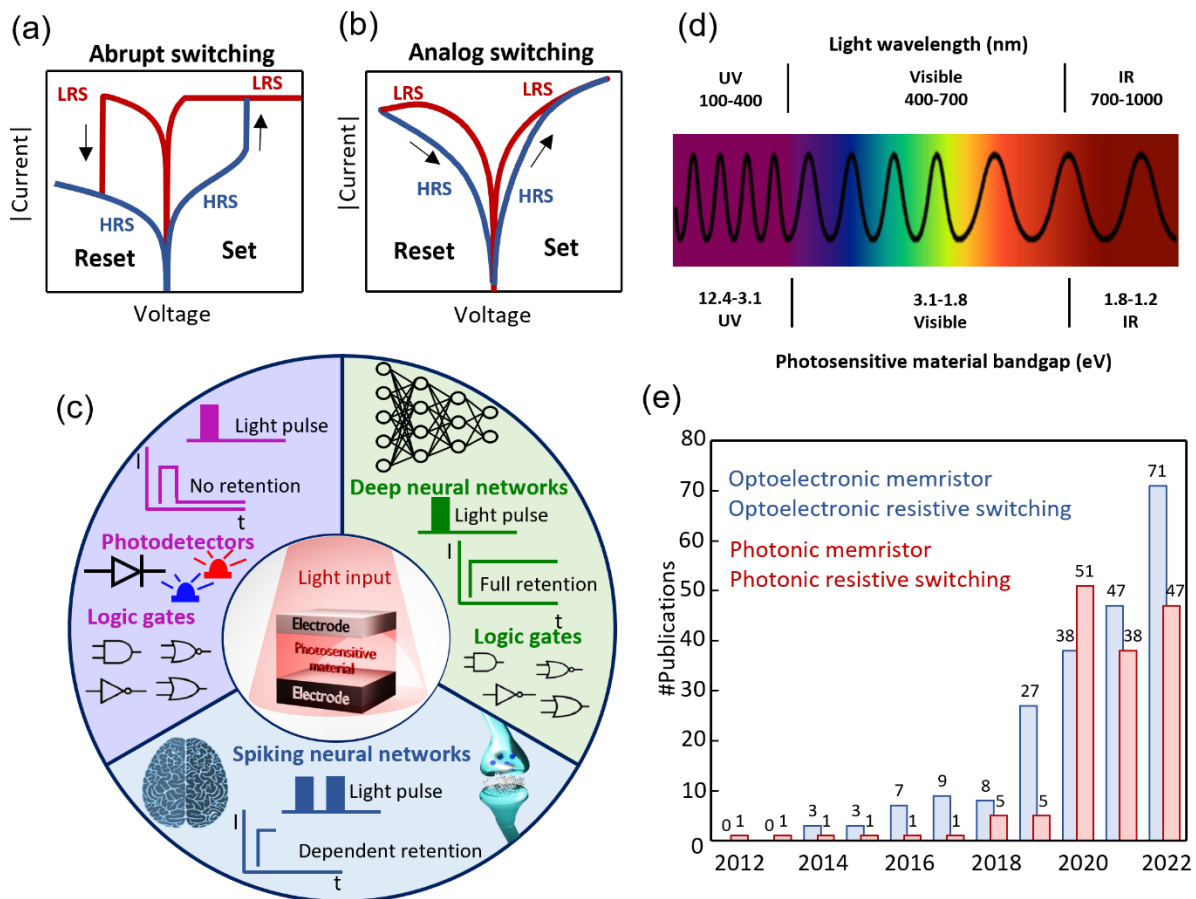 (a)
Abrupt switching
LRS
LRS
HRS
HRS
Reset
Set
|Current|
Voltage
(b)
Analog switching
LRS
LRS
HRS
HRS
Reset
Set
|Current|
Voltage
(d)
Light wavelength (nm)
UV
100-400
Visible
400-700
IR
700-1000
12.4-3.1
UV
3.1-1.8
Visible
1.8-1.2
IR
Photosensitive material bandgap (eV)
(c)
Light pulse
I
No retention
t
Photodetectors
Logic gates
Deep neural networks
Light pulse
I
Full retention
t
Logic gates
Light input
Electrode
Photosensitive
material
Electrode
Spiking neural networks
Light pulse
I
Dependent retention
t
(e)
#Publications
80
70
60
50
40
30
20
10
0
Optoelectronic memristor
Optoelectronic resistive switching
Photonic memristor
Photonic resistive switching
0 1
0 1
3 1
3 1
7 1
9 1
8 5
27 5
38 51
47 38
71 47
2012 2014 2016 2018 2020 2022